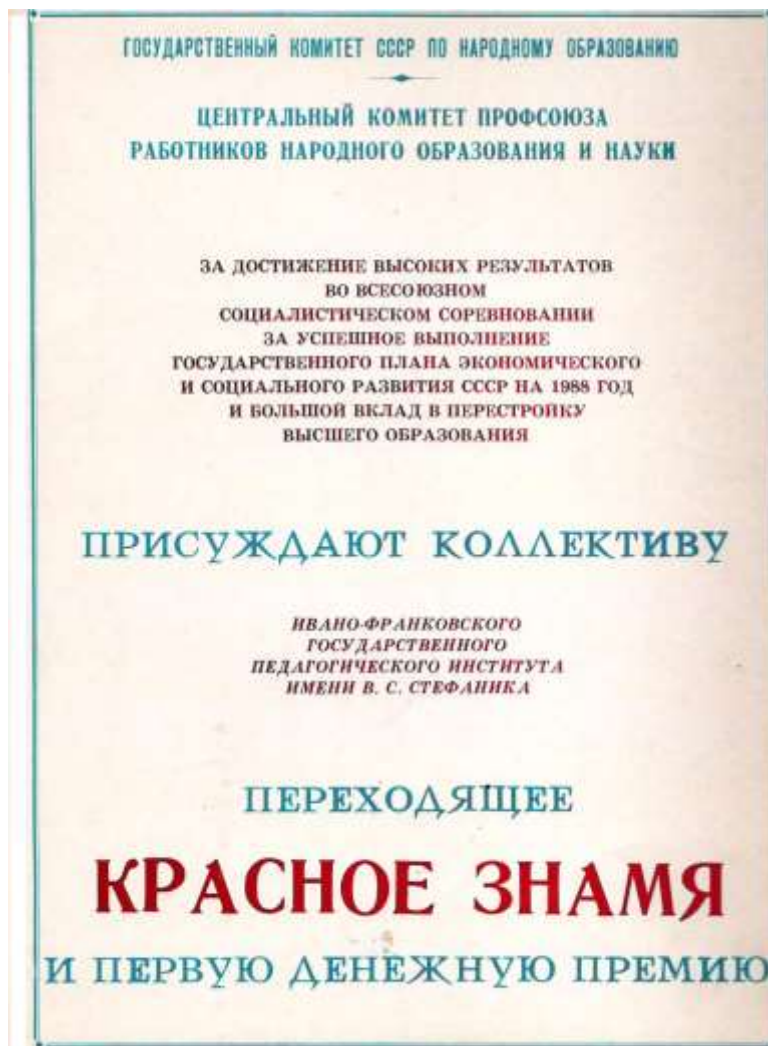 ГОСУДАРСТВЕННЫЙ КОМИТЕТ СССР ПО НАРОДНОМУ ОБРАЗОВАНИЮ
ЦЕНТРАЛЬНЫЙ КОМИТЕТ ПРОФСОЮЗА
РАБОТНИКОВ НАРОДНОГО ОБРАЗОВАНИЯ И НАУКИ
ЗА ДОСТИЖЕНИЕ ВЫСОКИХ РЕЗУЛЬТАТОВ
ВО ВСЕСОЮЗНОМ
СОЦИАЛИСТИЧЕСКОМ СОРЕВНОВАНИИ
ЗА УСПЕШНОЕ ВЫПОЛНЕНИЕ
ГОСУДАРСТВЕННОГО ПЛАНА ЭКОНОМИЧЕСКОГО
И СОЦИАЛЬНОГО РАЗВИТИЯ СССР НА 1988 ГОД
И БОЛЬШОЙ ВКЛАД В ПЕРЕСТРОЙКУ
ВЫСШЕГО ОБРАЗОВАНИЯ
ПРИСУЖДАЮТ КОЛЛЕКТИВУ
ИВАНО-ФРАНКОВСКОГО
ГОСУДАРСТВЕННОГО
ПЕДАГОГИЧЕСКОГО ИНСТИТУТА
ИМЕНИ В. С. СТЕФАНИКА
ПЕРЕХОДЯЩЕЕ
КРАСНОЕ ЗНАМЯ
И ПЕРВУЮ ДЕНЕЖНУЮ ПРЕМИЮ